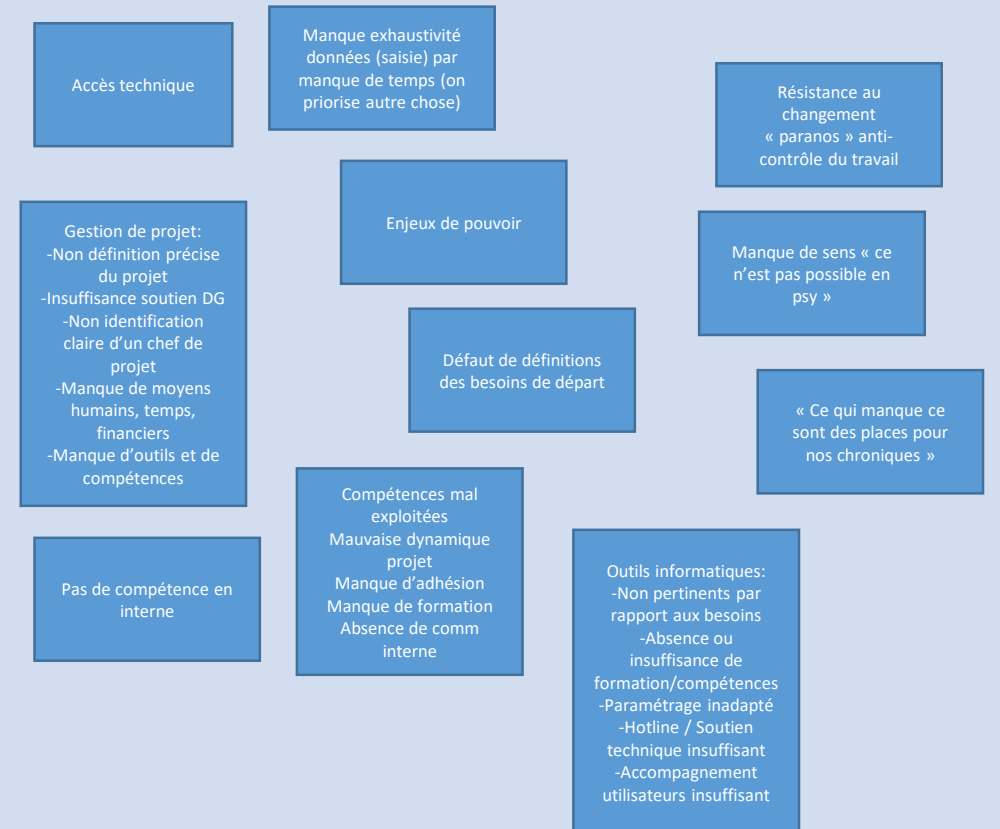 Accès technique
Manque exhaustivité
données (saisie) par
manque de temps (on
priorise autre chose)
Résistance au
changement
« paranos » anti-
contrôle du travail
Enjeux de pouvoir
Gestion de projet:
-Non définition précise
du projet
-Insuffisance soutien DG
-Non identification
claire d’un chef de
projet
-Manque de moyens
humains, temps,
financiers
-Manque d’outils et de
compétences
Manque de sens « ce
n’est pas possible en
psy »
Défaut de définitions
des besoins de départ
« Ce qui manque ce
sont des places pour
nos chroniques »
Compétences mal
exploitées
Mauvaise dynamique
projet
Manque d’adhésion
Manque de formation
Absence de comm
interne
Pas de compétence en
interne
Outils informatiques:
-Non pertinents par
rapport aux besoins
-Absence ou
insuffisance de
formation/compétences
-Paramétrage inadapté
-Hotline / Soutien
technique insuffisant
-Accompagnement
utilisateurs insuffisant